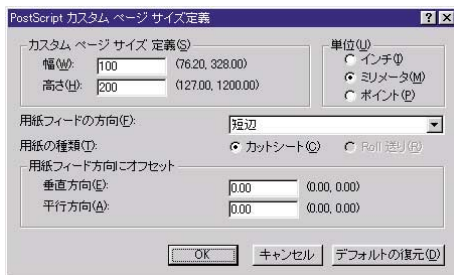 PostScript カスタム ページ サイズ定義
カスタム ページ サイズ 定義(S)
幅(W): 100 (76.20, 328.00)
高さ(H): 200 (127.00, 1200.00)
単位(U)
インチ(I)
ミリメータ(M)
ポイント(P)
用紙フィードの方向(F): 短辺
用紙の種類(T): カットシート(C) Roll 送り(R)
用紙フィード方向にオフセット
垂直方向(E): 0.00 (0.00, 0.00)
平行方向(A): 0.00 (0.00, 0.00)
OK キャンセル デフォルトの復元(D)